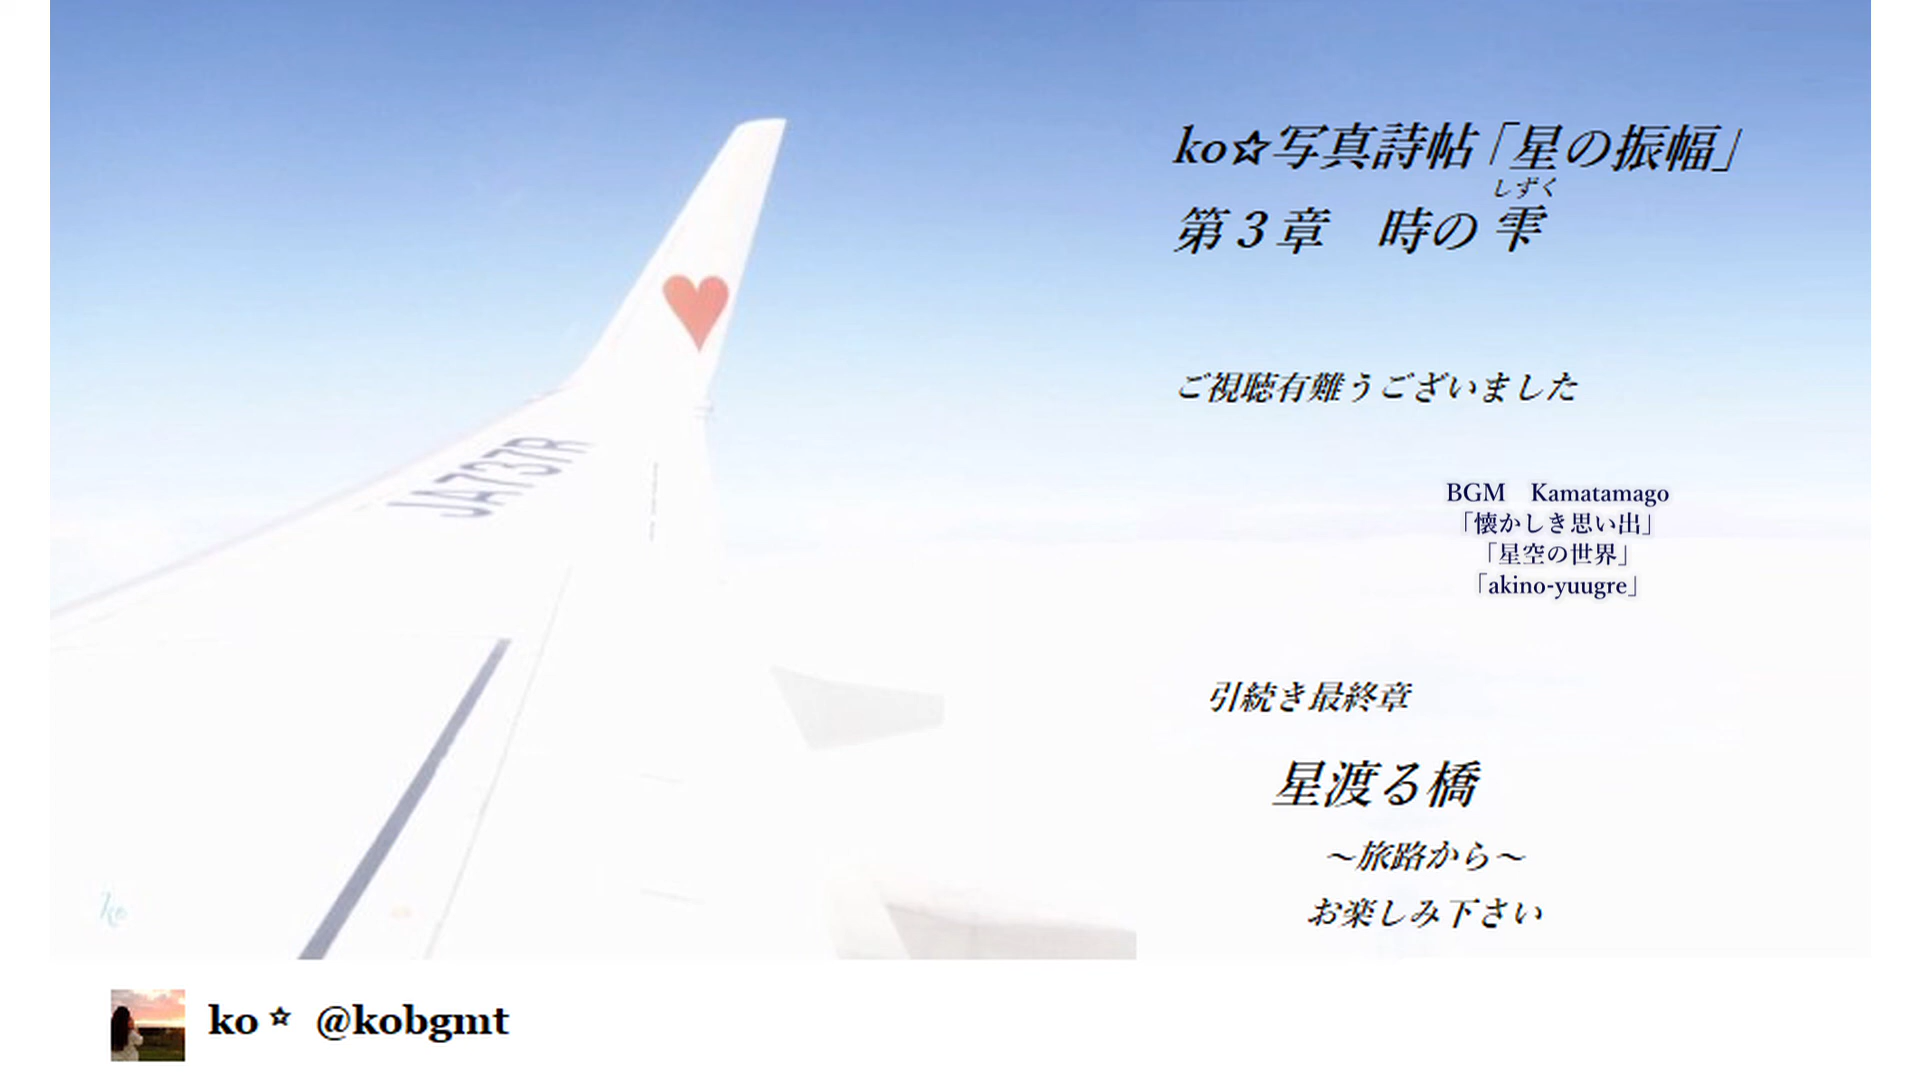 ko☆写真詩帖「星の振幅」
しずく
第３章　時の 雫
ご視聴有難うございました
BGM　Kamatamago
「懐かしき思い出」
「星空の世界」
「akino-yuugre」
引続き最終章
星渡る橋
～旅路から～
お楽しみ下さい
JA737R
ko
ko☆ @kobgmt